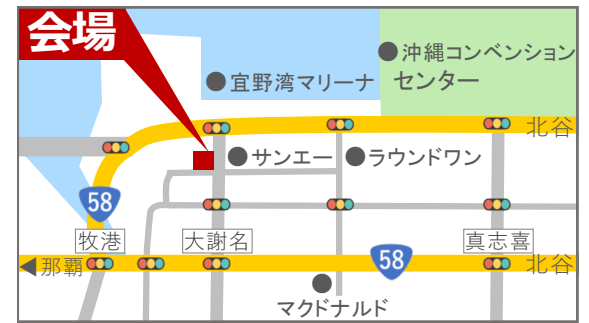 会場
沖縄コンベンション
センター
宜野湾マリーナ
北谷
サンエー
ラウンドワン
58
牧港
大謝名
真志喜
那覇
58
北谷
マクドナルド